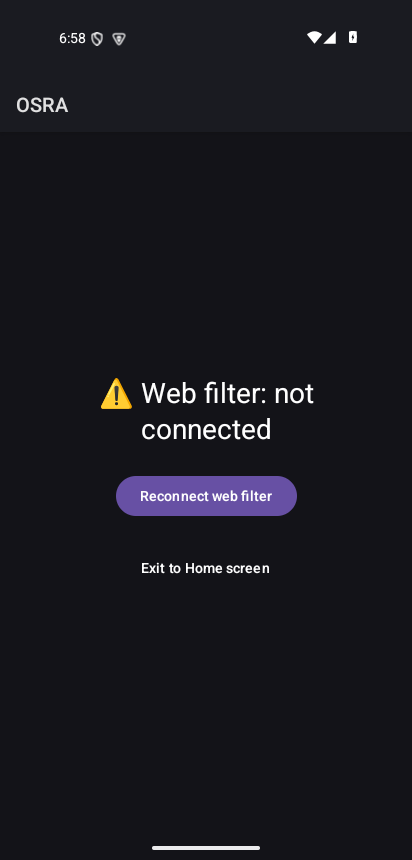 6:58
OSRA
⚠️ Web filter: not
connected
Reconnect web filter
Exit to Home screen